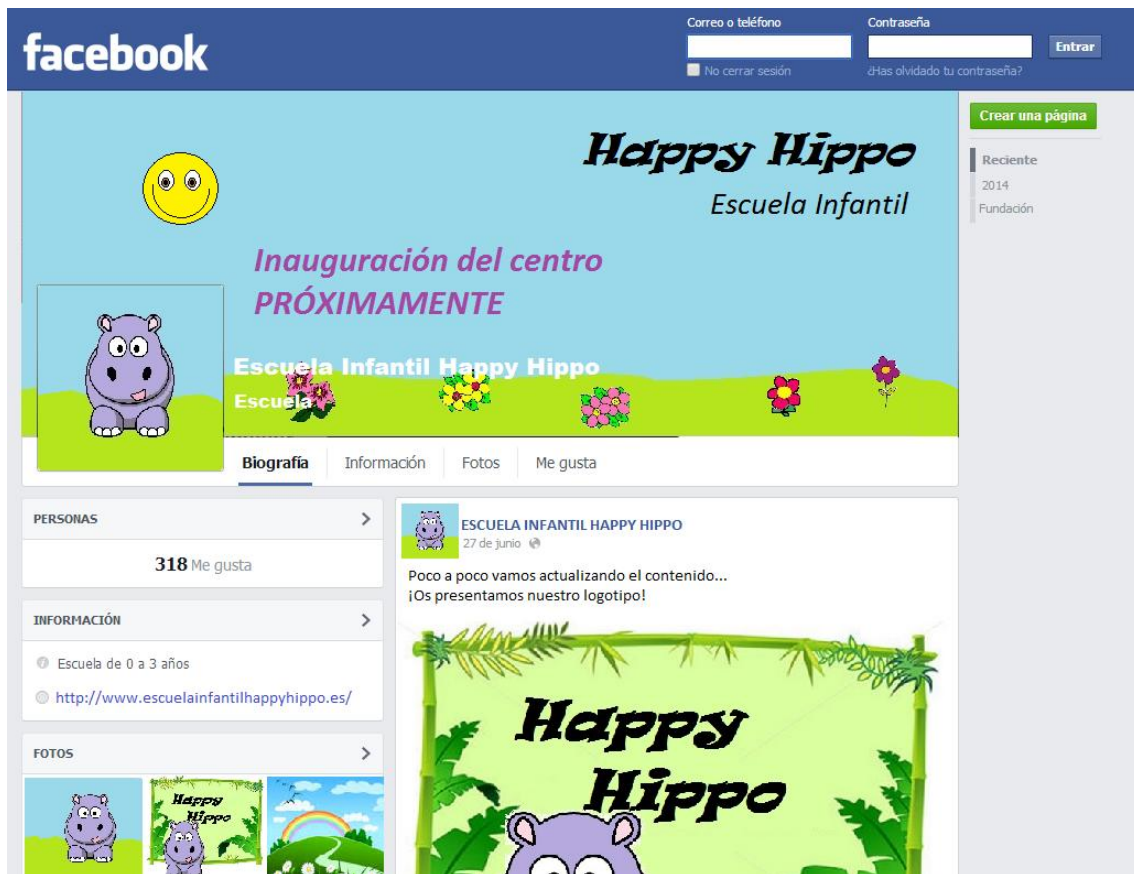 facebook
Correo o teléfono
Contraseña
Entrar
No cerrar sesión
¿Has olvidado tu contraseña?
Crear una página
Reciente
2014
Fundación
Happy Hippo
Escuela Infantil
Inauguración del centro
PRÓXIMAMENTE
Escuela Infantil Happy Hippo
Escuela
Biografía
Información
Fotos
Me gusta
PERSONAS
318 Me gusta
INFORMACIÓN
Escuela de 0 a 3 años
http://www.escuelainfantilhappyhippo.es/
FOTOS
Happy
Hippo
ESCUELA INFANTIL HAPPY HIPPO
27 de junio
Poco a poco vamos actualizando el contenido...
¡Os presentamos nuestro logotipo!
Happy
Hippo